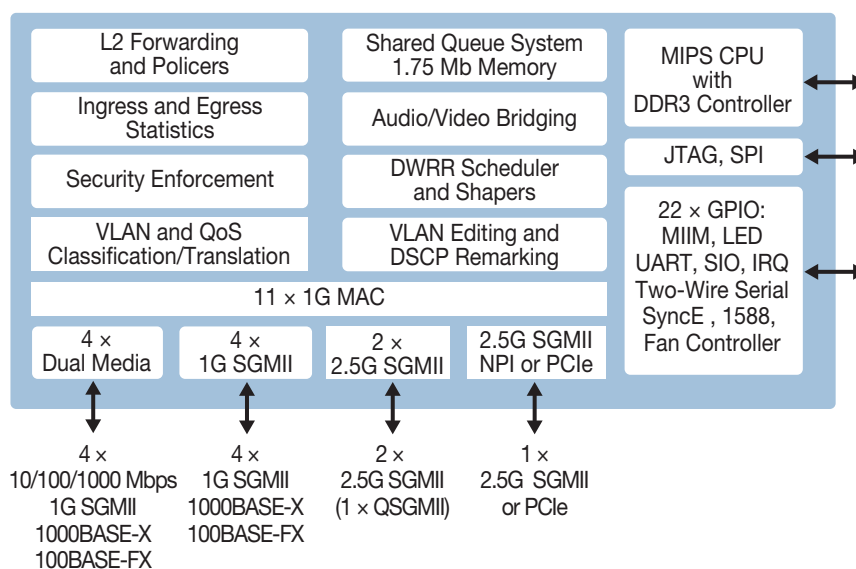 L2 Forwarding
and Policers
Shared Queue System
1.75 Mb Memory
MIPS CPU
with
DDR3 Controller
Ingress and Egress
Statistics
Audio/Video Bridging
JTAG, SPI
Security Enforcement
DWRR Scheduler
and Shapers
22 × GPIO:
MIIM, LED
UART, SIO, IRQ
Two-Wire Serial
SyncE , 1588,
Fan Controller
VLAN and QoS
Classification/Translation
VLAN Editing and
DSCP Remarking
11 × 1G MAC
4 ×
Dual Media
4 ×
1G SGMII
2 ×
2.5G SGMII
2.5G SGMII
NPI or PCIe
4 ×
10/100/1000 Mbps
1G SGMII
1000BASE-X
100BASE-FX
4 ×
1G SGMII
1000BASE-X
100BASE-FX
2 ×
2.5G SGMII
(1 × QSGMII)
1 ×
2.5G SGMII
or PCIe